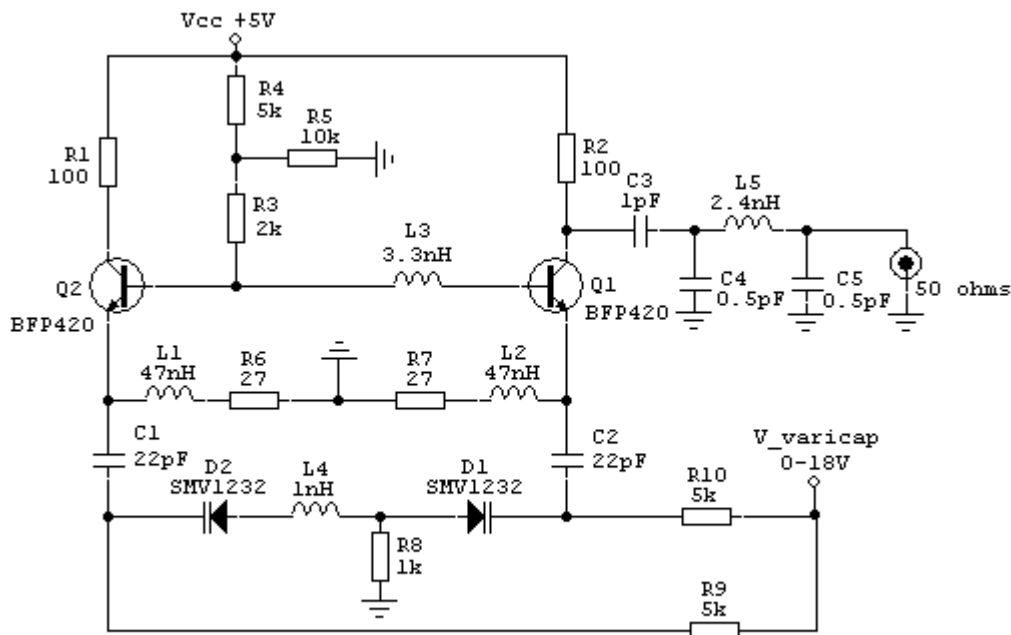 Vcc +5V
R4
5k
R5
10k
R1
100
R2
100
C3
1pF
L5
2.4nH
R3
2k
L3
3.3nH
Q2
BFP420
Q1
BFP420
C4
0.5pF
C5
0.5pF
50 ohms
L1
47nH
R6
27
R7
27
L2
47nH
C1
22pF
C2
22pF
V_varicap
0-18V
D2
SMV1232
L4
1nH
D1
SMV1232
R10
5k
R8
1k
R9
5k